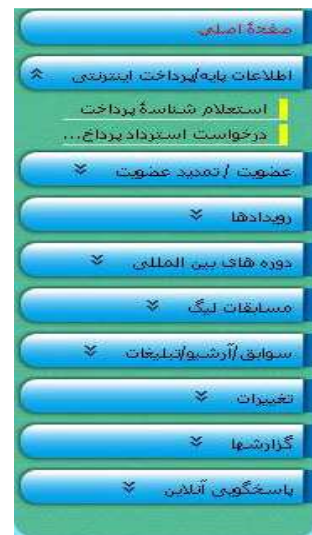 صفحهٔ اصلی
اطلاعات پایه/پرداخت اینترنتی
استعلام شناسهٔ پرداخت
درخواست استرداد پرداخ...
عضویت / تمدید عضویت
رویدادها
دوره های بین المللی
مسابقات لیگ
سوابق/آرشیو/تبلیغات
تغییرات
گزارشها
پاسخگویی آنلاین